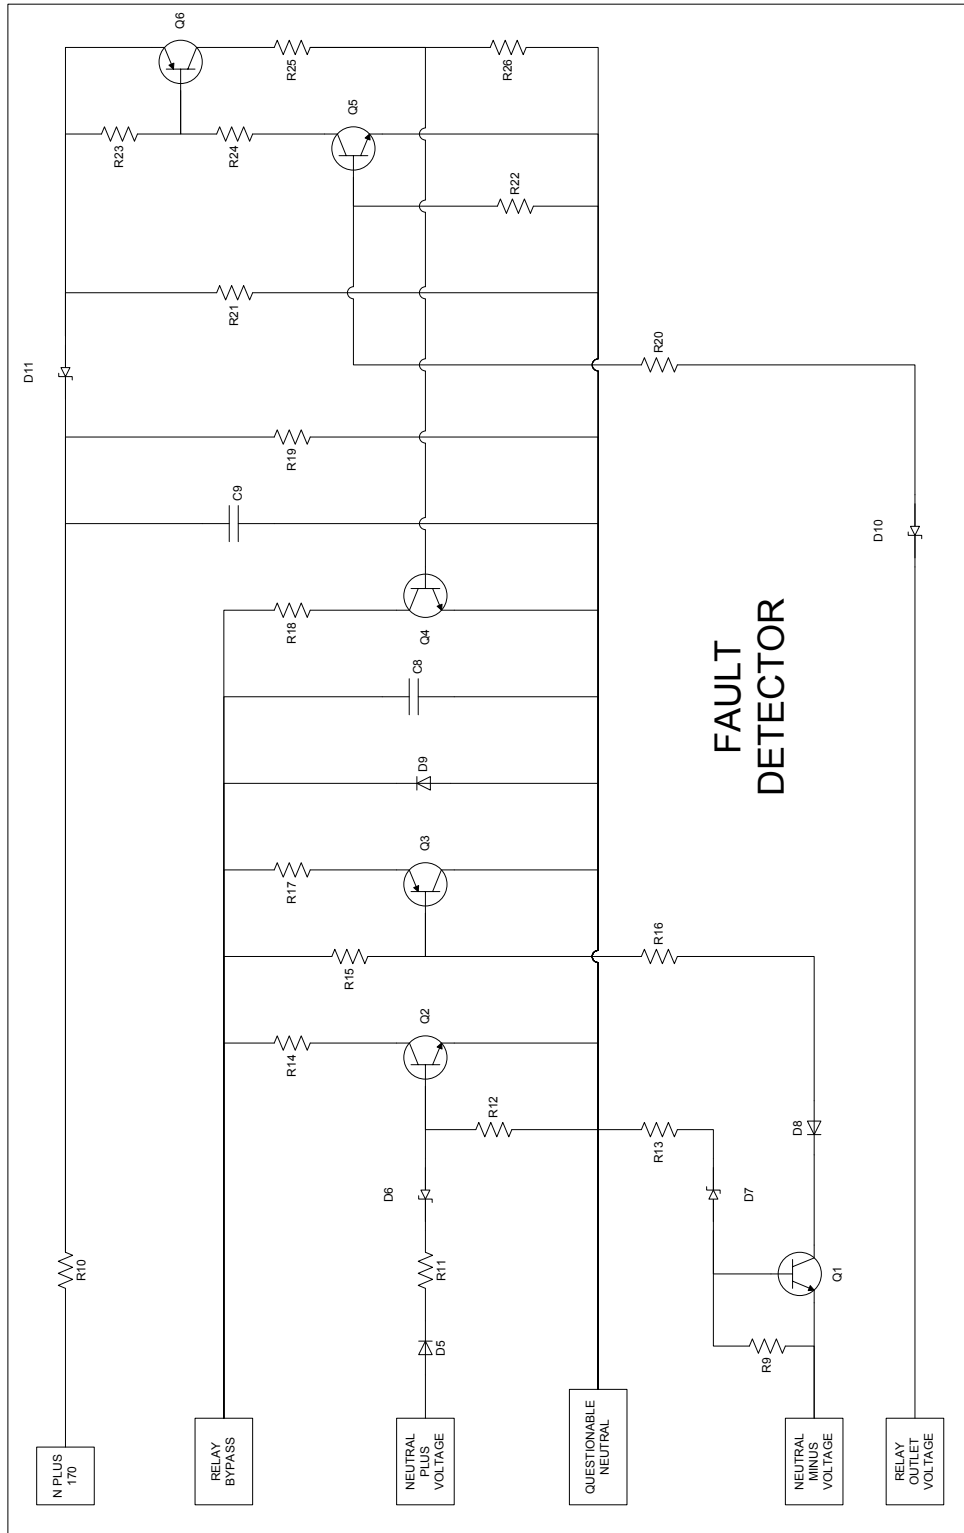 Q6
R25
R26
Q5
R23
R24
R22
R21
D11
R20
R19
C9
D10
R18
Q4
C8
D9
R17
Q3
R15
R16
R14
Q2
R12
R13
D8
D6
D7
R10
R11
Q1
D5
R9
FAULT
DETECTOR
N PLUS
170
RELAY
BYPASS
NEUTRAL
PLUS
VOLTAGE
QUESTIONABLE
NEUTRAL
NEUTRAL
MINUS
VOLTAGE
RELAY
OUTLET
VOLTAGE